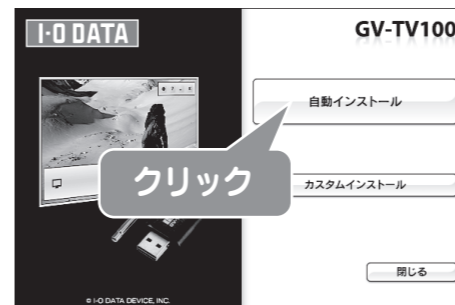 I-O DATA
GV-TV100
自動インストール
クリック
カスタムインストール
閉じる
© I-O DATA DEVICE, INC.